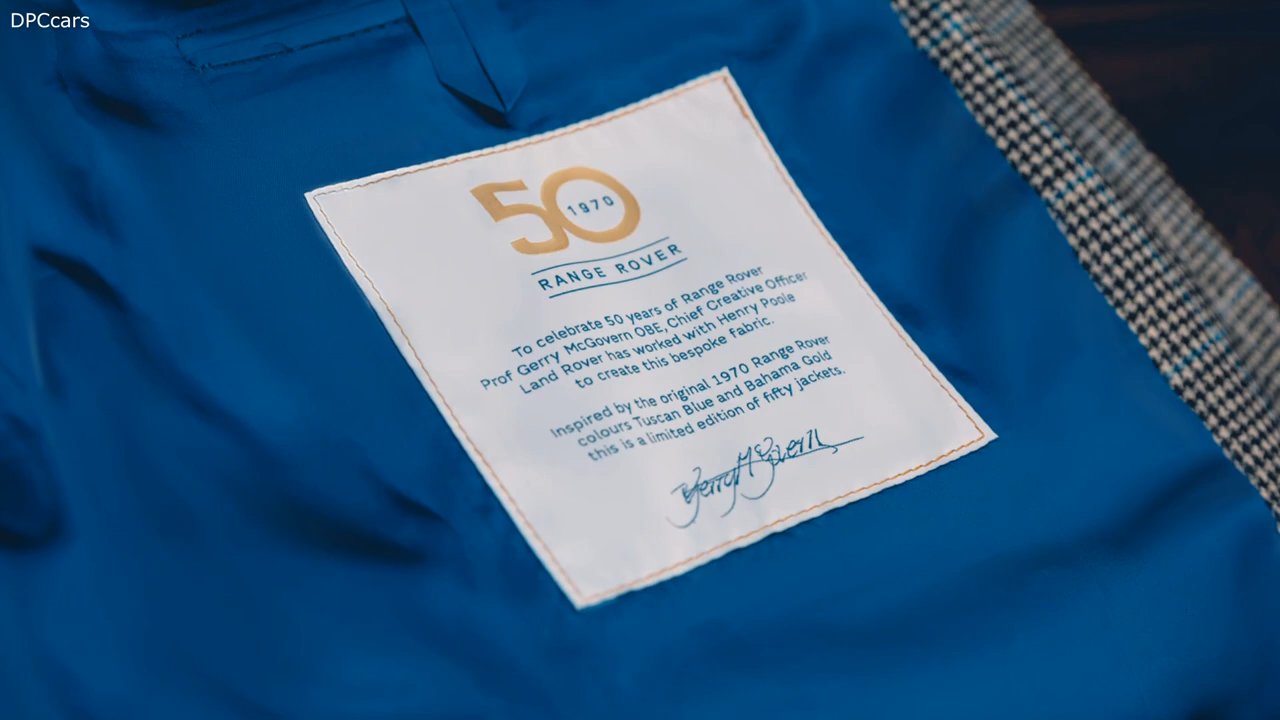 DPCcars
50
1970
RANGE ROVER
To celebrate 50 years of Range Rover
Prof Gerry McGovern OBE, Chief Creative Officer
Land Rover has worked with Henry Poole
to create this bespoke fabric.
Inspired by the original 1970 Range Rover
colours Tuscan Blue and Bahama Gold
this is a limited edition of fifty jackets.
Gerry McGovern